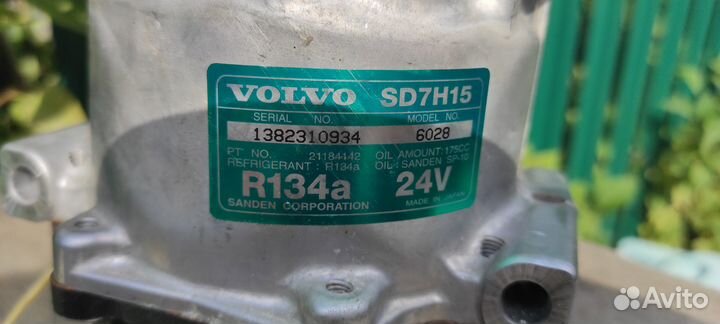 VOLVO SD7H15
SERIAL NO. MODEL NO.
1382310934 6028
PT NO. 21184142 OIL AMOUNT:175CC
REFRIGERANT : R134a OIL : SANDEN SP-10
R134a 24V
SANDEN CORPORATION MADE IN JAPAN
Avito